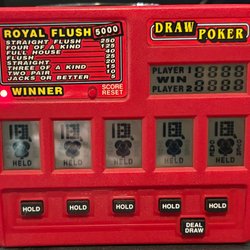 ROYAL FLUSH 5000
STRAIGHT FLUSH 250
FOUR OF A KIND 125
FULL HOUSE 40
FLUSH 25
STRAIGHT 20
THREE OF A KIND 15
TWO PAIR 10
JACKS OR BETTER 5
WINNER
SCORE
RESET
DRAW
POKER
PLAYER 1
WIN
PLAYER 2
HELD HELD HELD HELD HELD
HOLD HOLD HOLD HOLD HOLD
DEAL
DRAW